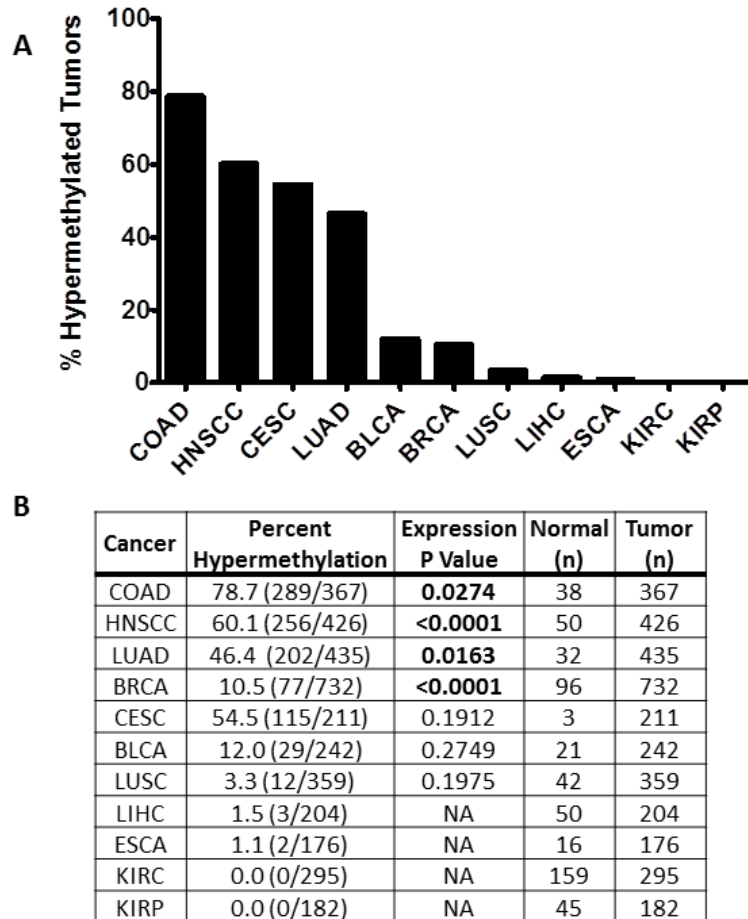 A
% Hypermethylated Tumors
100
80
60
40
20
0
COAD HNSCC CESC LUAD BLCA BRCA LUSC LIHC ESCA KIRC KIRP
B
Cancer Percent Hypermethylation Expression P Value Normal (n) Tumor (n)
COAD 78.7 (289/367) 0.0274 38 367
HNSCC 60.1 (256/426) <0.0001 50 426
LUAD 46.4 (202/435) 0.0163 32 435
BRCA 10.5 (77/732) <0.0001 96 732
CESC 54.5 (115/211) 0.1912 3 211
BLCA 12.0 (29/242) 0.2749 21 242
LUSC 3.3 (12/359) 0.1975 42 359
LIHC 1.5 (3/204) NA 50 204
ESCA 1.1 (2/176) NA 16 176
KIRC 0.0 (0/295) NA 159 295
KIRP 0.0 (0/182) NA 45 182